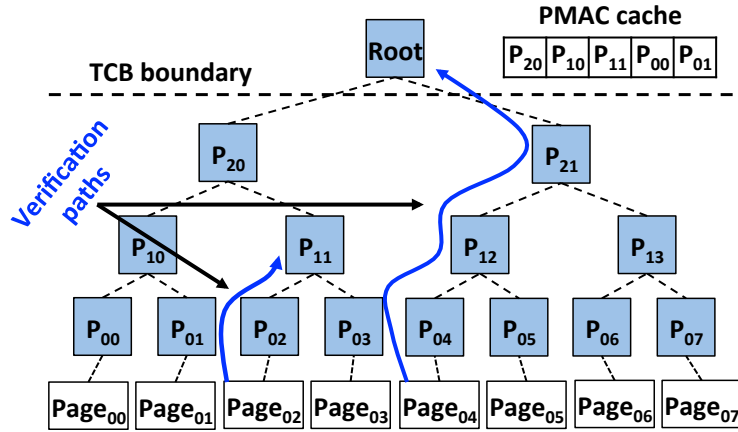 PMAC cache
Root
P20 P10 P11 P00 P01
TCB boundary
Verification
paths
P20 P21
P10 P11 P12 P13
P00 P01 P02 P03 P04 P05 P06 P07
Page00 Page01 Page02 Page03 Page04 Page05 Page06 Page07